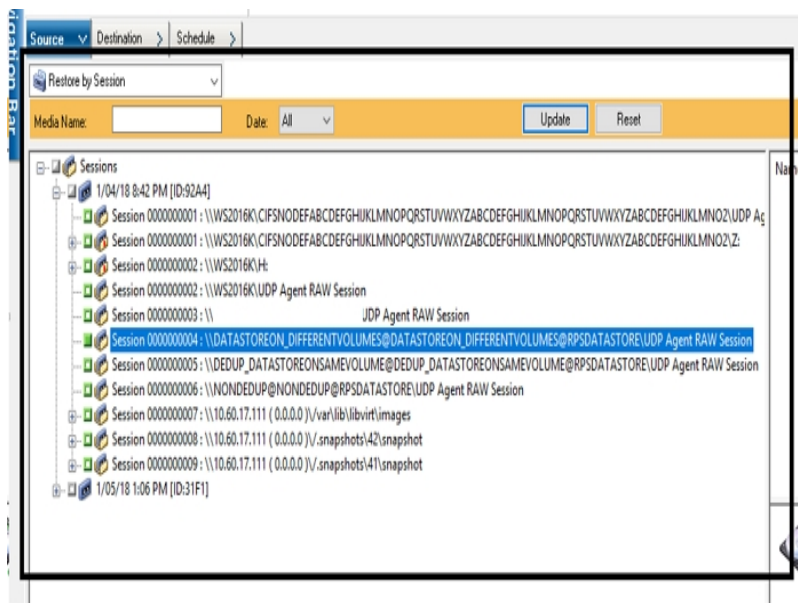 vigation Bar
Source Destination Schedule
Restore by Session
Media Name: Date: All Update Reset
Sessions
1/04/18 8:42 PM [ID:92A4]
Session 0000000001 : \\WS2016K\CIFSNODEFABCDEFGHIJKLMNOPQRSTUVWXYZABCDEFGHIJKLMNOPQRSTUVWXYZABCDEFGHIJKLMNO2\UDP Ag
Session 0000000001 : \\WS2016K\CIFSNODEFABCDEFGHIJKLMNOPQRSTUVWXYZABCDEFGHIJKLMNOPQRSTUVWXYZABCDEFGHIJKLMNO2\Z:
Session 0000000002 : \\WS2016K\H:
Session 0000000002 : \\WS2016K\UDP Agent RAW Session
Session 0000000003 : \\ UDP Agent RAW Session
Session 0000000004 : \\DATASTOREON_DIFFERENTVOLUMES@DATASTOREON_DIFFERENTVOLUMES@RPSDATASTORE\UDP Agent RAW Session
Session 0000000005 : \\DEDUP_DATASTOREONSAMEVOLUME@DEDUP_DATASTOREONSAMEVOLUME@RPSDATASTORE\UDP Agent RAW Session
Session 0000000006 : \\NONDEDUP@NONDEDUP@RPSDATASTORE\UDP Agent RAW Session
Session 0000000007 : \\10.60.17.111 ( 0.0.0.0 )\/var\lib\libvirt\images
Session 0000000008 : \\10.60.17.111 ( 0.0.0.0 )\/.snapshots\42\snapshot
Session 0000000009 : \\10.60.17.111 ( 0.0.0.0 )\/.snapshots\41\snapshot
1/05/18 1:06 PM [ID:31F1]
Nam